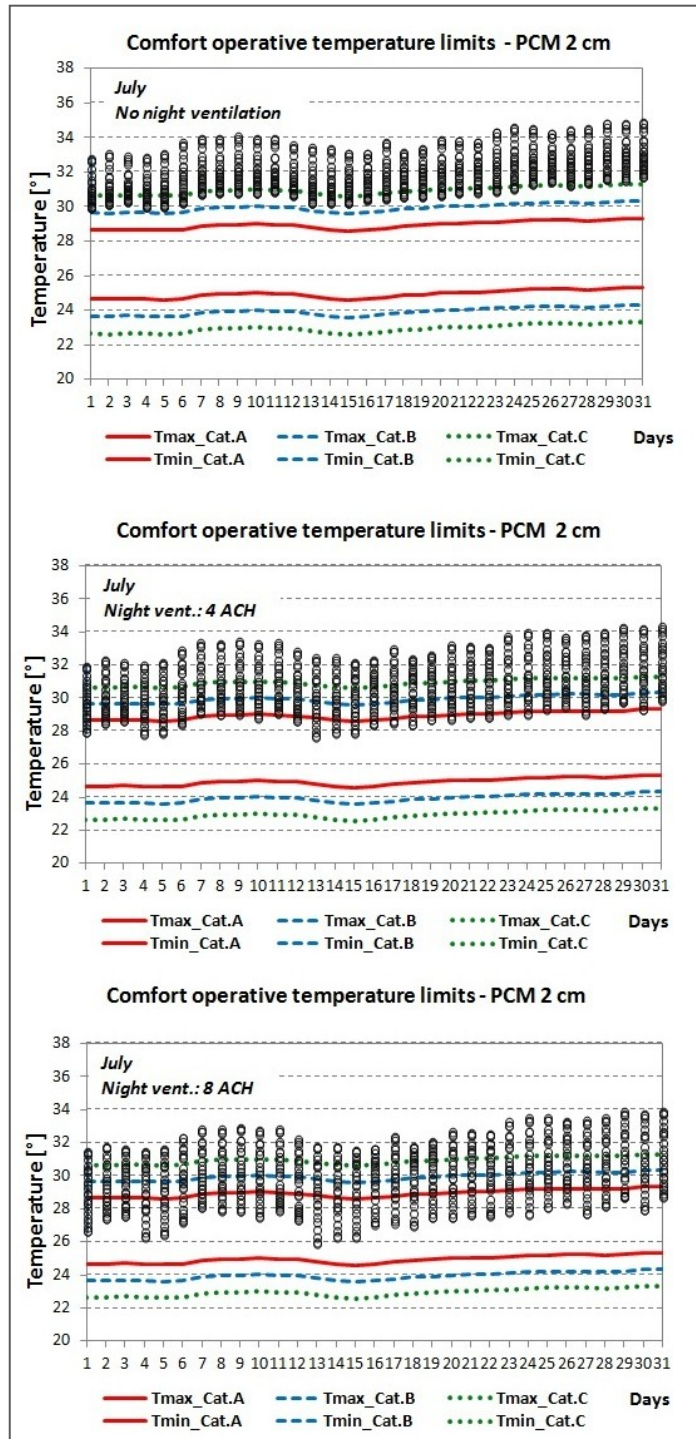 Comfort operative temperature limits - PCM 2 cm
July
No night ventilation
Temperature [°]
38
36
34
32
30
28
26
24
22
20
1 2 3 4 5 6 7 8 9 10 11 12 13 14 15 16 17 18 19 20 21 22 23 24 25 26 27 28 29 30 31
Tmax_Cat.A Tmax_Cat.B Tmax_Cat.C Days
Tmin_Cat.A Tmin_Cat.B Tmin_Cat.C
Comfort operative temperature limits - PCM 2 cm
July
Night vent.: 4 ACH
Temperature [°]
38
36
34
32
30
28
26
24
22
20
1 2 3 4 5 6 7 8 9 10 11 12 13 14 15 16 17 18 19 20 21 22 23 24 25 26 27 28 29 30 31
Tmax_Cat.A Tmax_Cat.B Tmax_Cat.C Days
Tmin_Cat.A Tmin_Cat.B Tmin_Cat.C
Comfort operative temperature limits - PCM 2 cm
July
Night vent.: 8 ACH
Temperature [°]
38
36
34
32
30
28
26
24
22
20
1 2 3 4 5 6 7 8 9 10 11 12 13 14 15 16 17 18 19 20 21 22 23 24 25 26 27 28 29 30 31
Tmax_Cat.A Tmax_Cat.B Tmax_Cat.C Days
Tmin_Cat.A Tmin_Cat.B Tmin_Cat.C